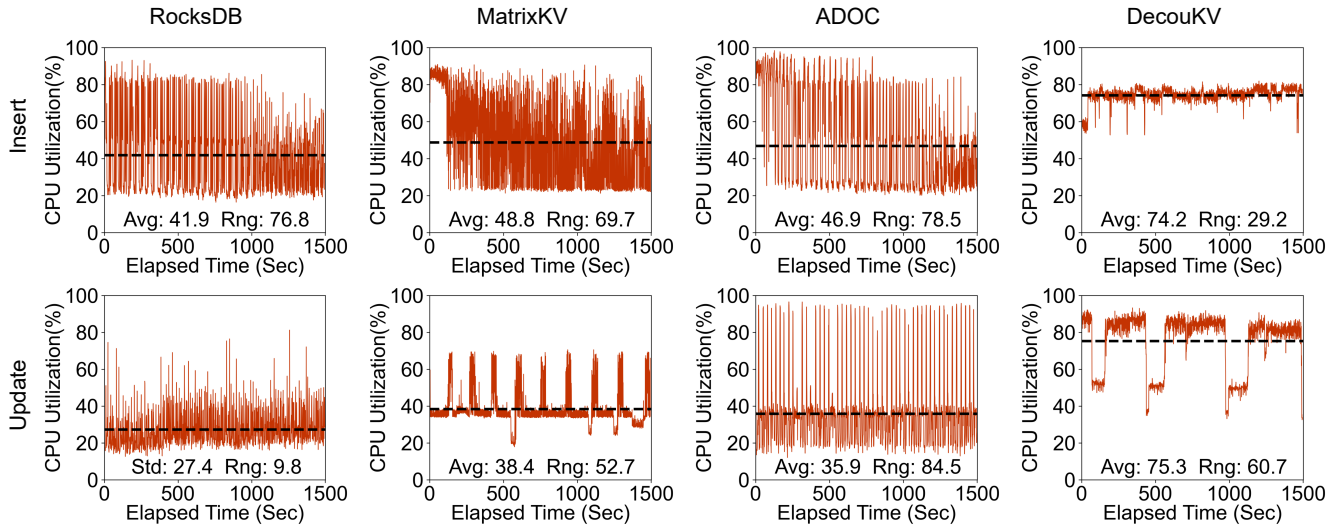 RocksDB MatrixKV ADOC DecouKV
Insert
CPU Utilization(%)
100
80
60
40
20
0
Avg: 41.9 Rng: 76.8
0 500 1000 1500
Elapsed Time (Sec)
CPU Utilization(%)
100
80
60
40
20
0
Avg: 48.8 Rng: 69.7
0 500 1000 1500
Elapsed Time (Sec)
CPU Utilization(%)
100
80
60
40
20
0
Avg: 46.9 Rng: 78.5
0 500 1000 1500
Elapsed Time (Sec)
CPU Utilization(%)
100
80
60
40
20
0
Avg: 74.2 Rng: 29.2
0 500 1000 1500
Elapsed Time (Sec)
Update
CPU Utilization(%)
100
80
60
40
20
0
Std: 27.4 Rng: 9.8
0 500 1000 1500
Elapsed Time (Sec)
CPU Utilization(%)
100
80
60
40
20
0
Avg: 38.4 Rng: 52.7
0 500 1000 1500
Elapsed Time (Sec)
CPU Utilization(%)
100
80
60
40
20
0
Avg: 35.9 Rng: 84.5
0 500 1000 1500
Elapsed Time (Sec)
CPU Utilization(%)
100
80
60
40
20
0
Avg: 75.3 Rng: 60.7
0 500 1000 1500
Elapsed Time (Sec)